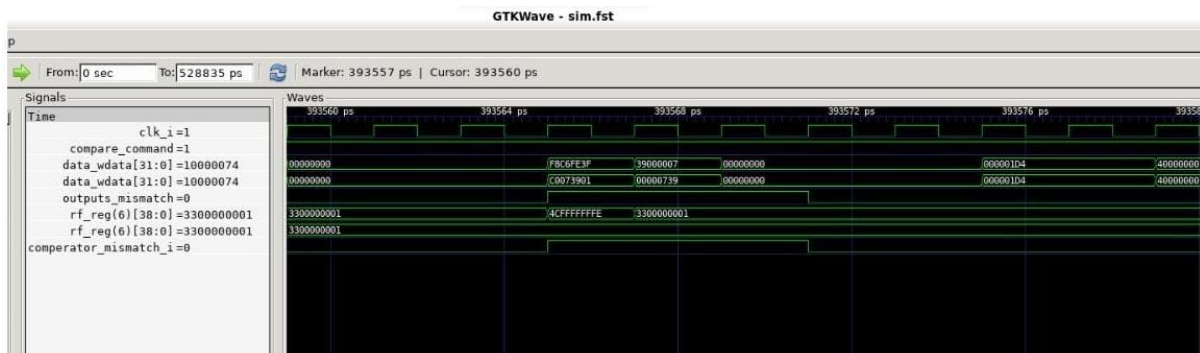 GTKWave - sim.fst
p
From: 0 sec To: 528835 ps Marker: 393557 ps | Cursor: 393560 ps
Signals Waves
Time 393560 ps 393564 ps 393568 ps 393572 ps 393576 ps 39358
clk_i=1
compare_command=1
data_wdata[31:0]=10000074 00000000 F8C6FE3F 39000007 00000000 000001D4 40000000
data_wdata[31:0]=10000074 00000000 C0073901 00000739 00000000 000001D4 40000000
outputs_mismatch=0
rf_reg(6)[38:0]=3300000001 3300000001 4CFFFFFFFE 3300000001
rf_reg(6)[38:0]=3300000001 3300000001
comperator_mismatch_i=0